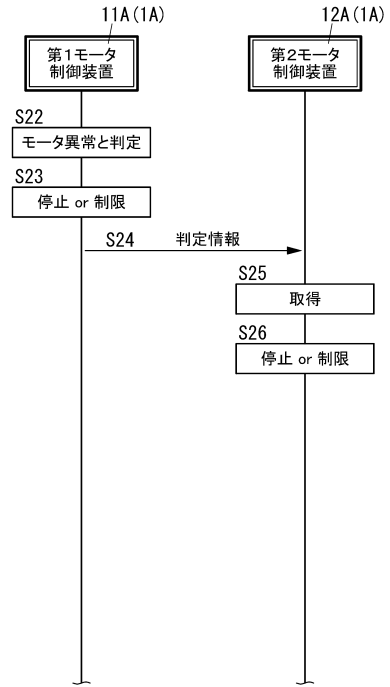 11A(1A)
12A(1A)
第1モータ
制御装置
第2モータ
制御装置
S22
モータ異常と判定
S23
停止 or 制限
S24
判定情報
S25
取得
S26
停止 or 制限